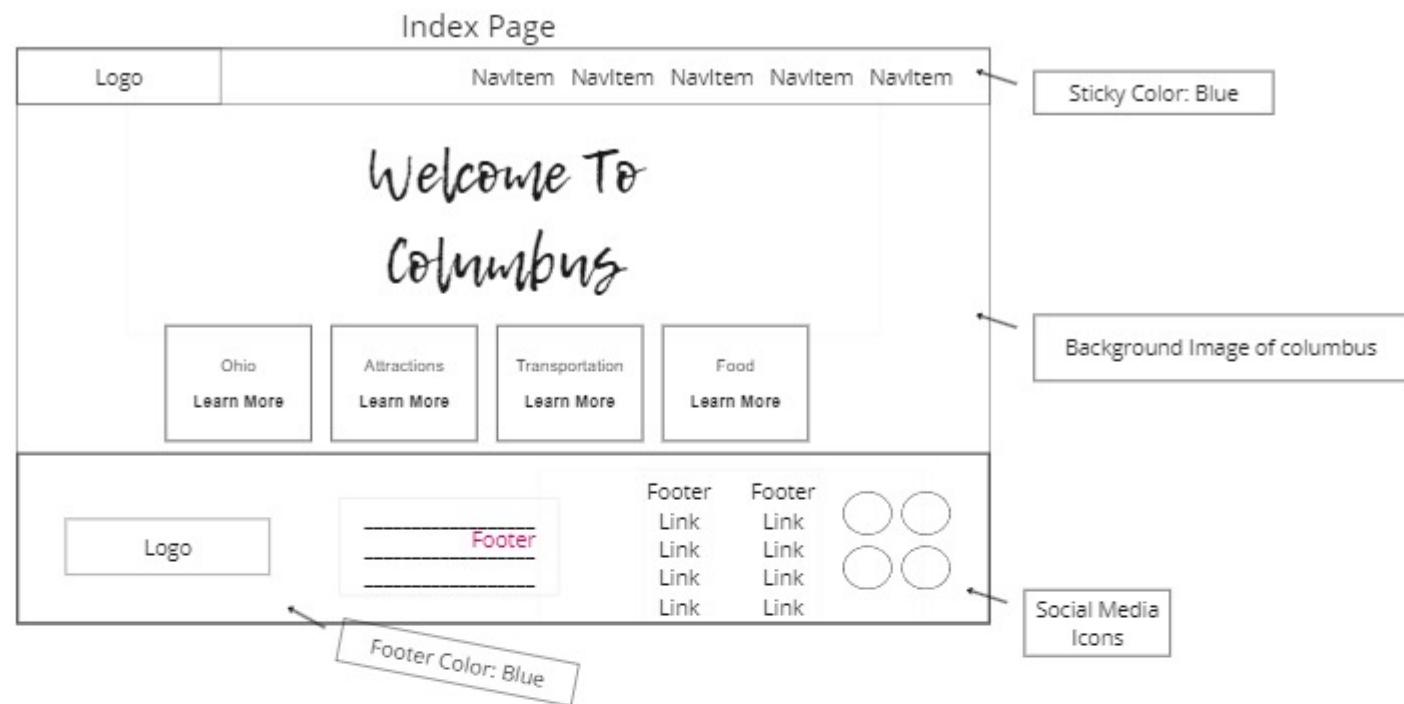 Index Page
Logo
NavItem NavItem NavItem NavItem NavItem
Sticky Color: Blue
Welcome To
Columbus
Background Image of columbus
Ohio
Learn More
Attractions
Learn More
Transportation
Learn More
Food
Learn More
Logo
Footer
Footer
Link
Link
Link
Link
Footer
Link
Link
Link
Link
Social Media
Icons
Footer Color: Blue